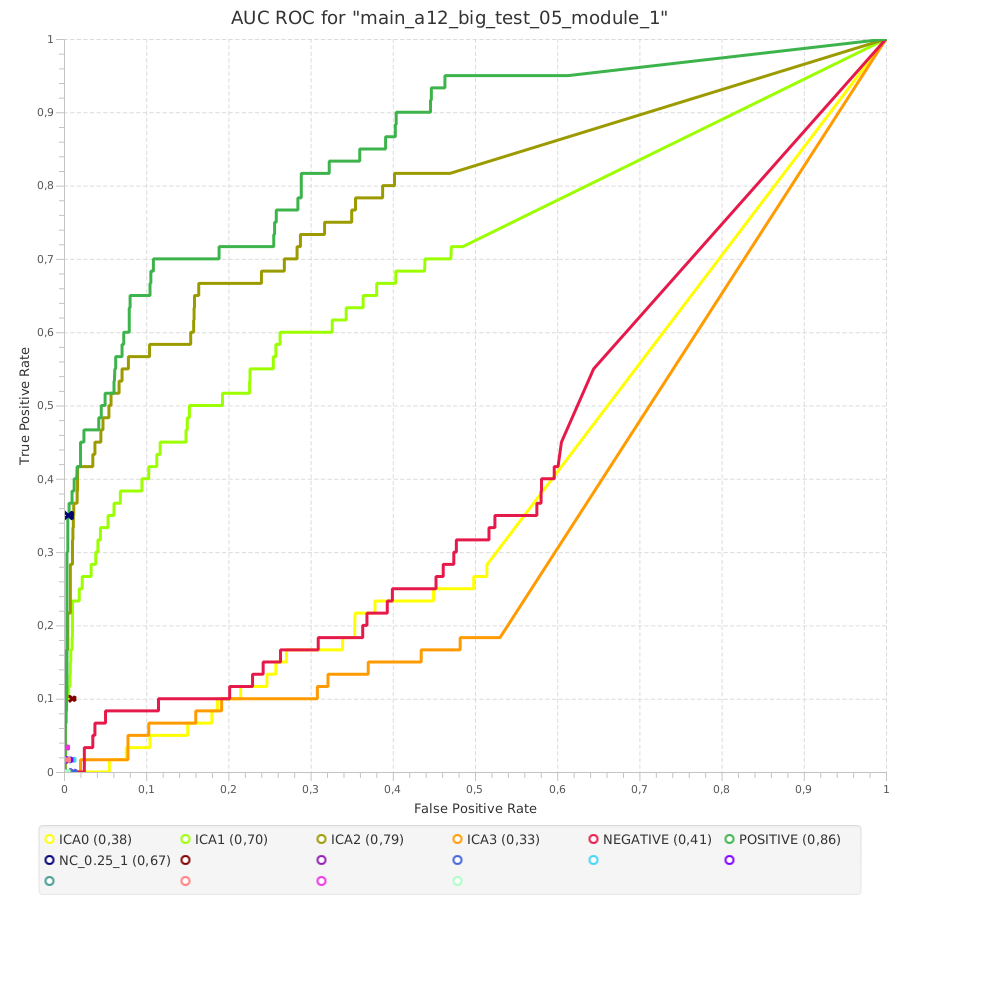 AUC ROC for "main_a12_big_test_05_module_1"
1
0,9
0,8
0,7
0,6
0,5
0,4
0,3
0,2
0,1
0
True Positive Rate
0 0,1 0,2 0,3 0,4 0,5 0,6 0,7 0,8 0,9 1
False Positive Rate
ICA0 (0,38) ICA1 (0,70) ICA2 (0,79) ICA3 (0,33) NEGATIVE (0,41) POSITIVE (0,86)
NC_0.25_1 (0,67)